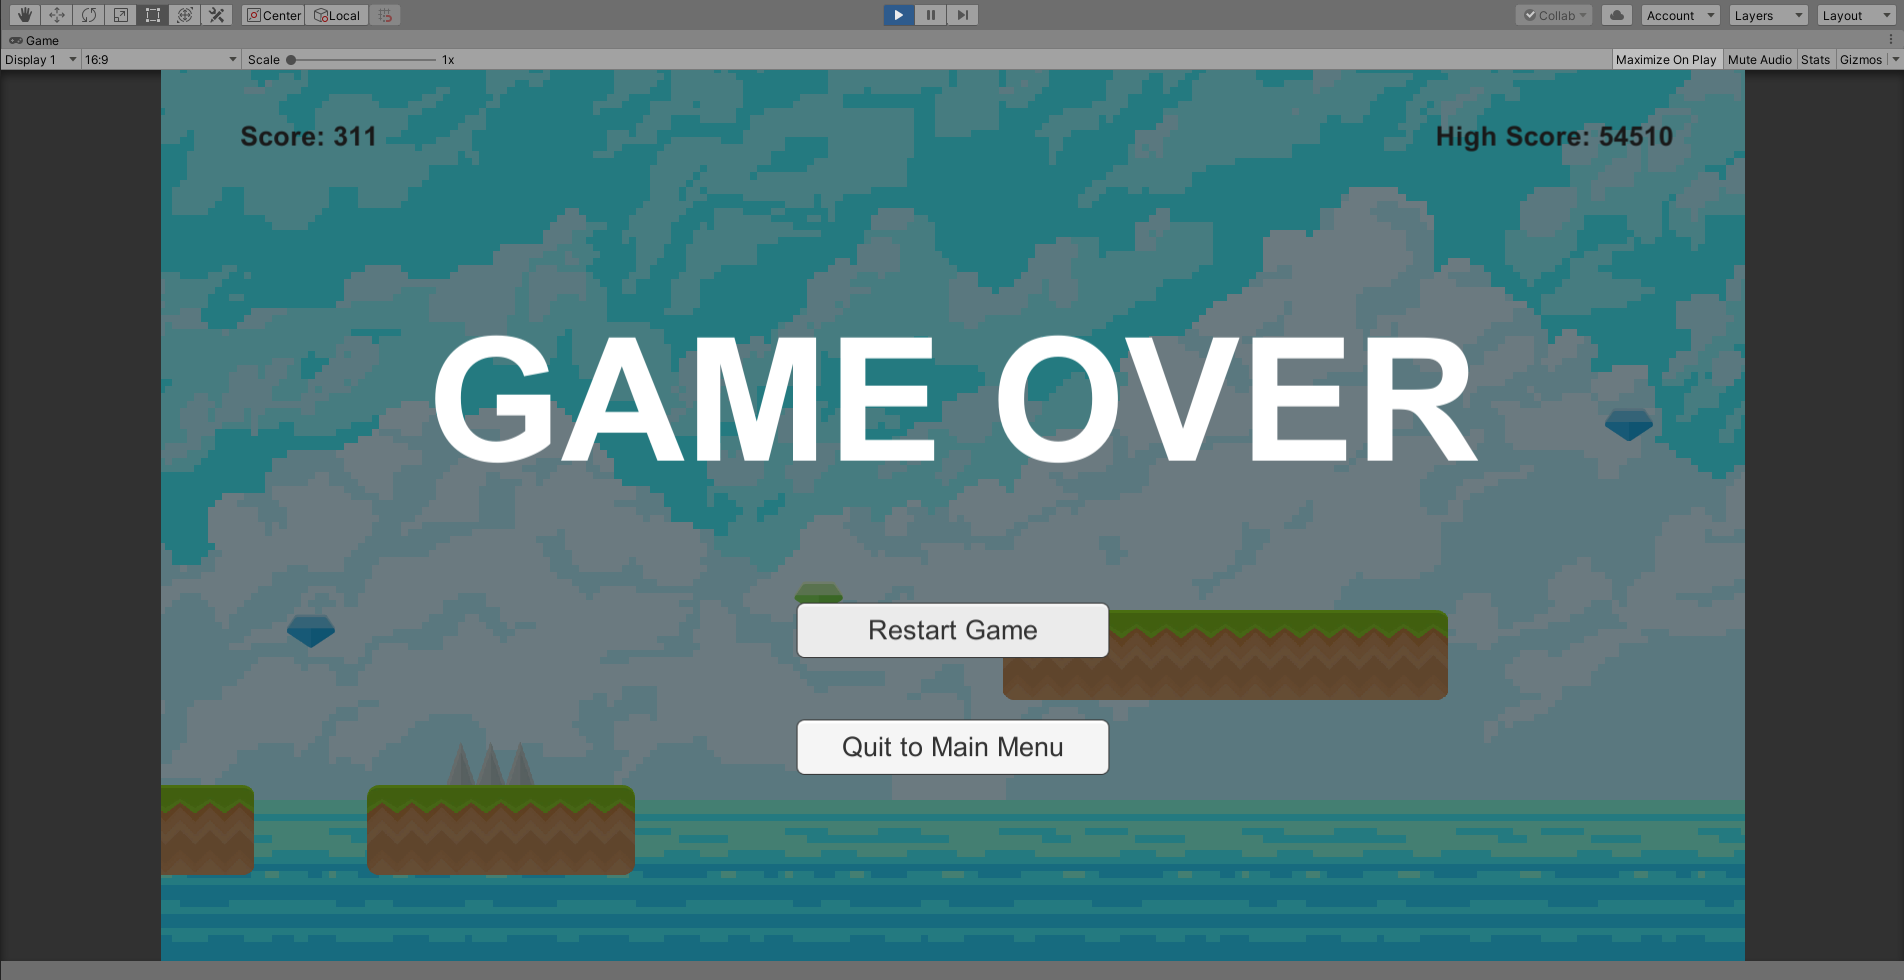 Center Local Collab Account Layers Layout
Game
Display 1 16:9 Scale 1x Maximize On Play Mute Audio Stats Gizmos
Score: 311 High Score: 54510
GAME OVER
Restart Game
Quit to Main Menu